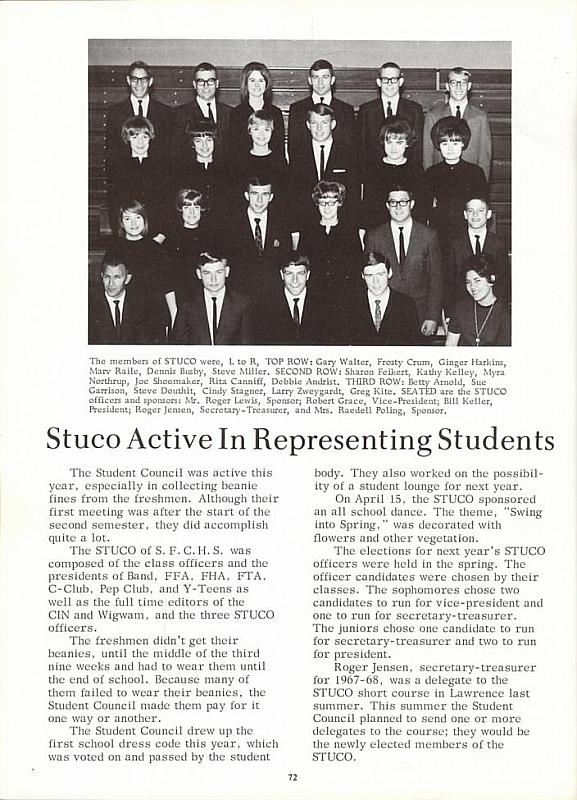 The members of STUCO were, L to R, TOP ROW: Gary Walter, Frosty Crum, Ginger Harkins,
Marv Raile, Dennis Busby, Steve Miller. SECOND ROW: Sharon Feikert, Kathy Kelley, Myra
Northrup, Joe Shoemaker, Rita Canniff, Debbie Andrist. THIRD ROW: Betty Arnold, Sue
Garrison, Steve Douthit, Cindy Stagner, Larry Zweygardt, Greg Kite. SEATED are the STUCO
officers and sponsors: Mr. Roger Lewis, Sponsor; Robert Grace, Vice-President; Bill Keller,
President; Roger Jensen, Secretary-Treasurer, and Mrs. Raedell Poling, Sponsor.
Stuco Active In Representing Students
The Student Council was active this
year, especially in collecting beanie
fines from the freshmen. Although their
first meeting was after the start of the
second semester, they did accomplish
quite a lot.
The STUCO of S. F. C. H. S. was
composed of the class officers and the
presidents of Band, FFA, FHA, FTA,
C-Club, Pep Club, and Y-Teens as
well as the full time editors of the
CIN and Wigwam, and the three STUCO
officers.
The freshmen didn't get their
beanies, until the middle of the third
nine weeks and had to wear them until
the end of school. Because many of
them failed to wear their beanies, the
Student Council made them pay for it
one way or another.
The Student Council drew up the
first school dress code this year, which
was voted on and passed by the student
body. They also worked on the possibil-
ity of a student lounge for next year.
On April 15, the STUCO sponsored
an all school dance. The theme, "Swing
into Spring," was decorated with
flowers and other vegetation.
The elections for next year's STUCO
officers were held in the spring. The
officer candidates were chosen by their
classes. The sophomores chose two
candidates to run for vice-president and
one to run for secretary-treasurer.
The juniors chose one candidate to run
for secretary-treasurer and two to run
for president.
Roger Jensen, secretary-treasurer
for 1967-68, was a delegate to the
STUCO short course in Lawrence last
summer. This summer the Student
Council planned to send one or more
delegates to the course; they would be
the newly elected members of the
STUCO.
72